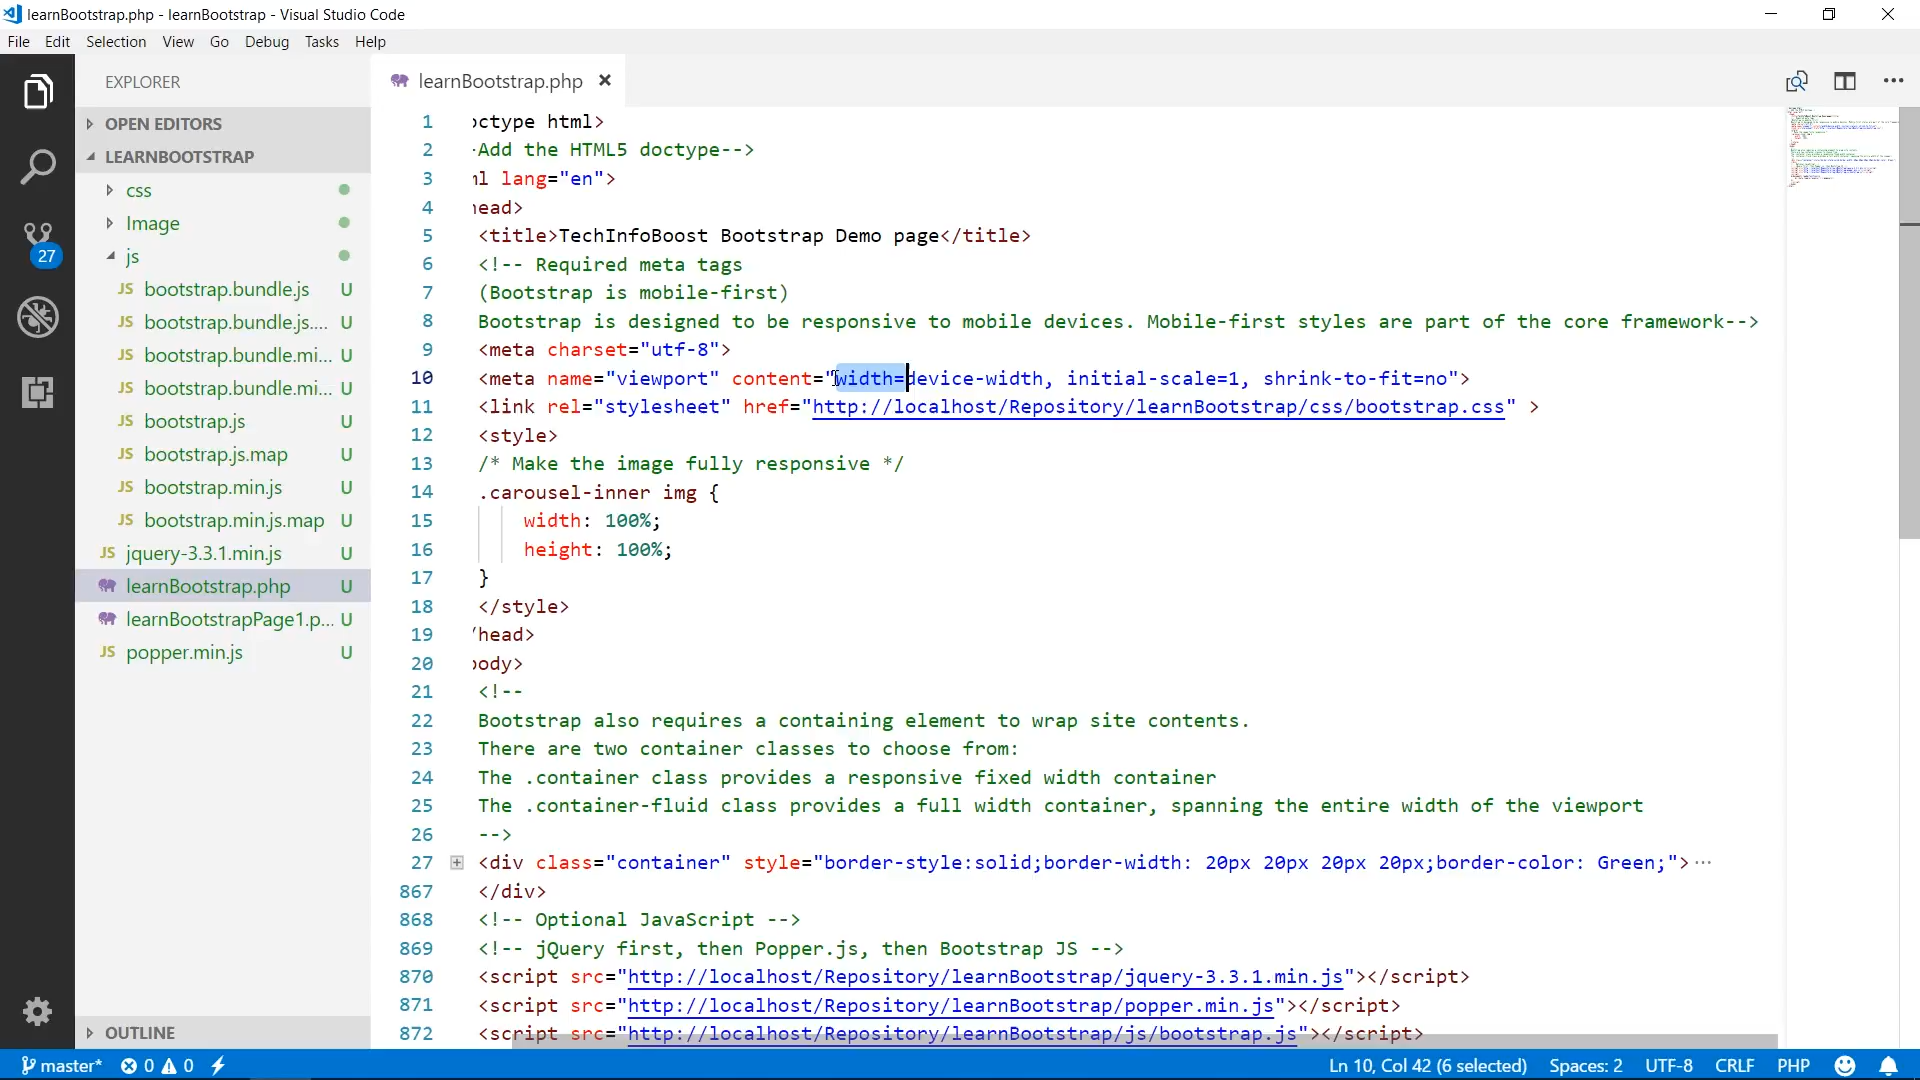 learnBootstrap.php - learnBootstrap - Visual Studio Code
File Edit Selection View Go Debug Tasks Help
EXPLORER
OPEN EDITORS
LEARNBOOTSTRAP
css
Image
js
JS bootstrap.bundle.js U
JS bootstrap.bundle.js.... U
JS bootstrap.bundle.mi... U
JS bootstrap.bundle.mi... U
JS bootstrap.js U
JS bootstrap.js.map U
JS bootstrap.min.js U
JS bootstrap.min.js.map U
JS jquery-3.3.1.min.js U
learnBootstrap.php U
learnBootstrapPage1.p... U
JS popper.min.js U
OUTLINE
27
learnBootstrap.php
1 octype html>
2 -Add the HTML5 doctype-->
3 ml lang="en">
4 head>
5 <title>TechInfoBoost Bootstrap Demo page</title>
6 <!-- Required meta tags
7 (Bootstrap is mobile-first)
8 Bootstrap is designed to be responsive to mobile devices. Mobile-first styles are part of the core framework-->
9 <meta charset="utf-8">
10 <meta name="viewport" content="width=device-width, initial-scale=1, shrink-to-fit=no">
11 <link rel="stylesheet" href="http://localhost/Repository/learnBootstrap/css/bootstrap.css" >
12 <style>
13 /* Make the image fully responsive */
14 .carousel-inner img {
15 width: 100%;
16 height: 100%;
17 }
18 </style>
19 /head>
20 body>
21 <!--
22 Bootstrap also requires a containing element to wrap site contents.
23 There are two container classes to choose from:
24 The .container class provides a responsive fixed width container
25 The .container-fluid class provides a full width container, spanning the entire width of the viewport
26 -->
27 <div class="container" style="border-style:solid;border-width: 20px 20px 20px 20px;border-color: Green;">...
867 </div>
868 <!-- Optional JavaScript -->
869 <!-- jQuery first, then Popper.js, then Bootstrap JS -->
870 <script src="http://localhost/Repository/learnBootstrap/jquery-3.3.1.min.js"></script>
871 <script src="http://localhost/Repository/learnBootstrap/popper.min.js"></script>
872 <script src="http://localhost/Repository/learnBootstrap/js/bootstrap.js"></script>
master* 0 0 Ln 10, Col 42 (6 selected) Spaces: 2 UTF-8 CRLF PHP